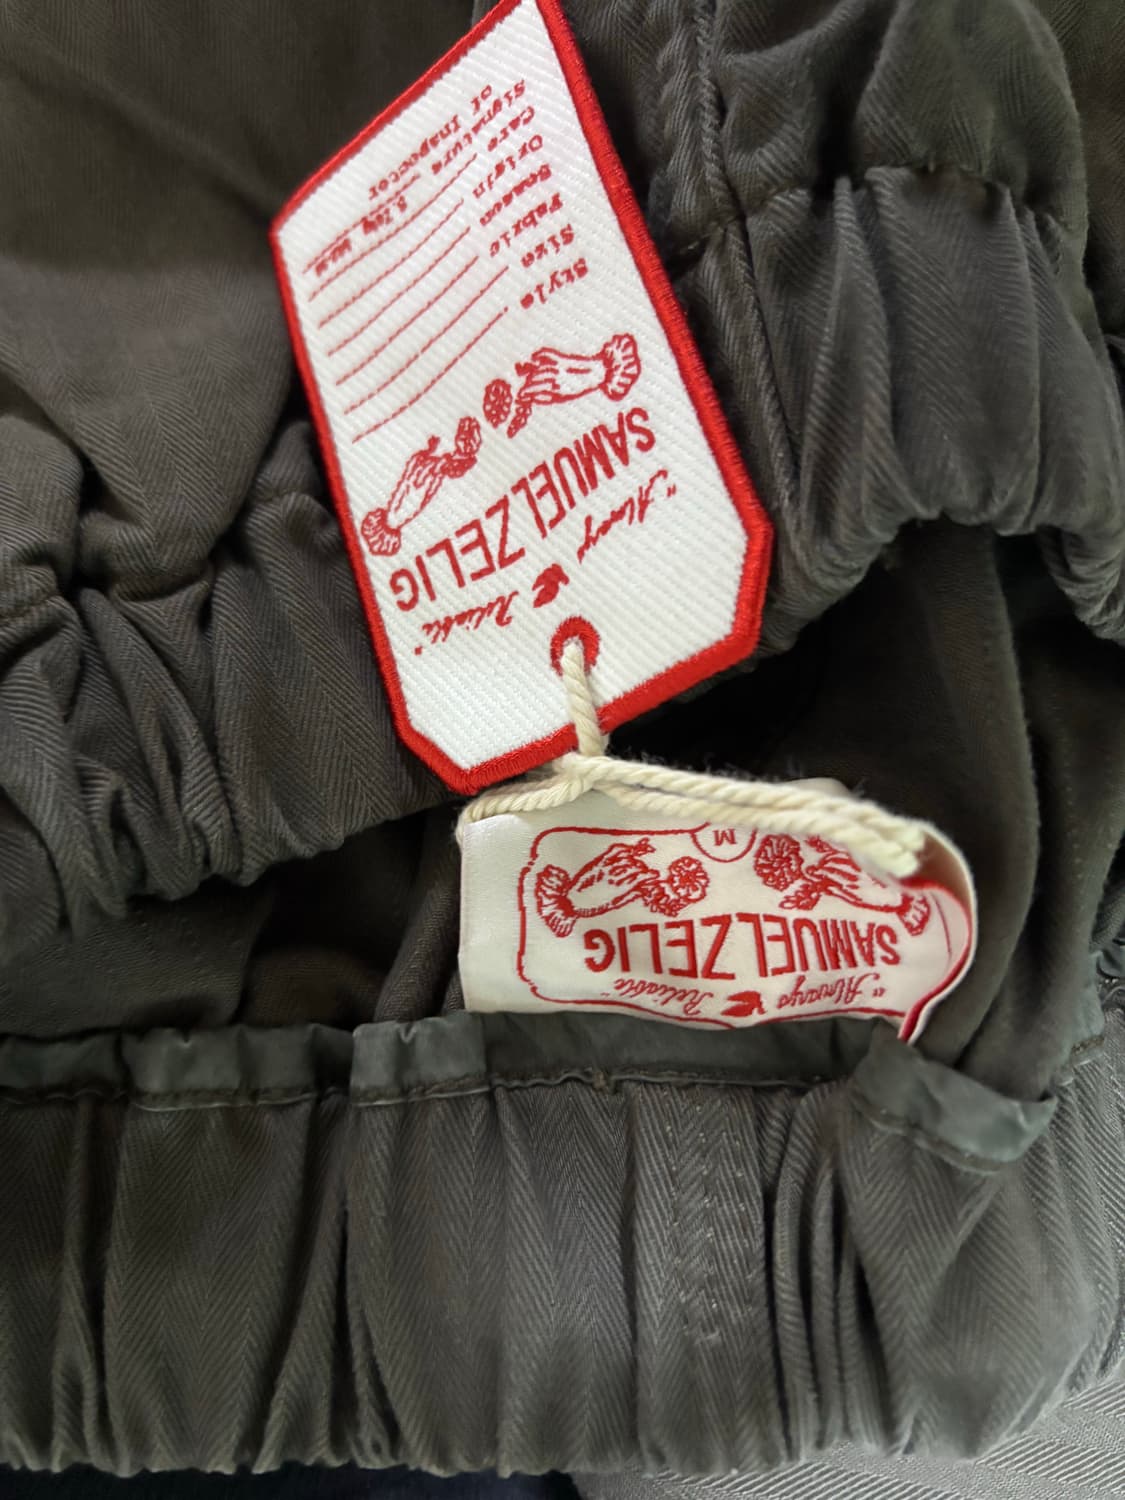 "Always Reliable"
SAMUEL ZELIG
Style
Size
Fabric
Season
Origin
Care
Signature
of Inspector
"Always Reliable"
SAMUEL ZELIG
M